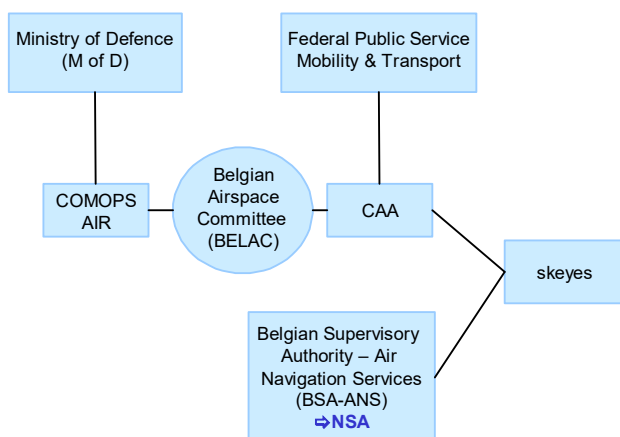 Ministry of Defence
(M of D)
Federal Public Service
Mobility & Transport
COMOPS
AIR
Belgian
Airspace
Committee
(BELAC)
CAA
skeyes
Belgian Supervisory
Authority – Air
Navigation Services
(BSA-ANS)
⇨NSA